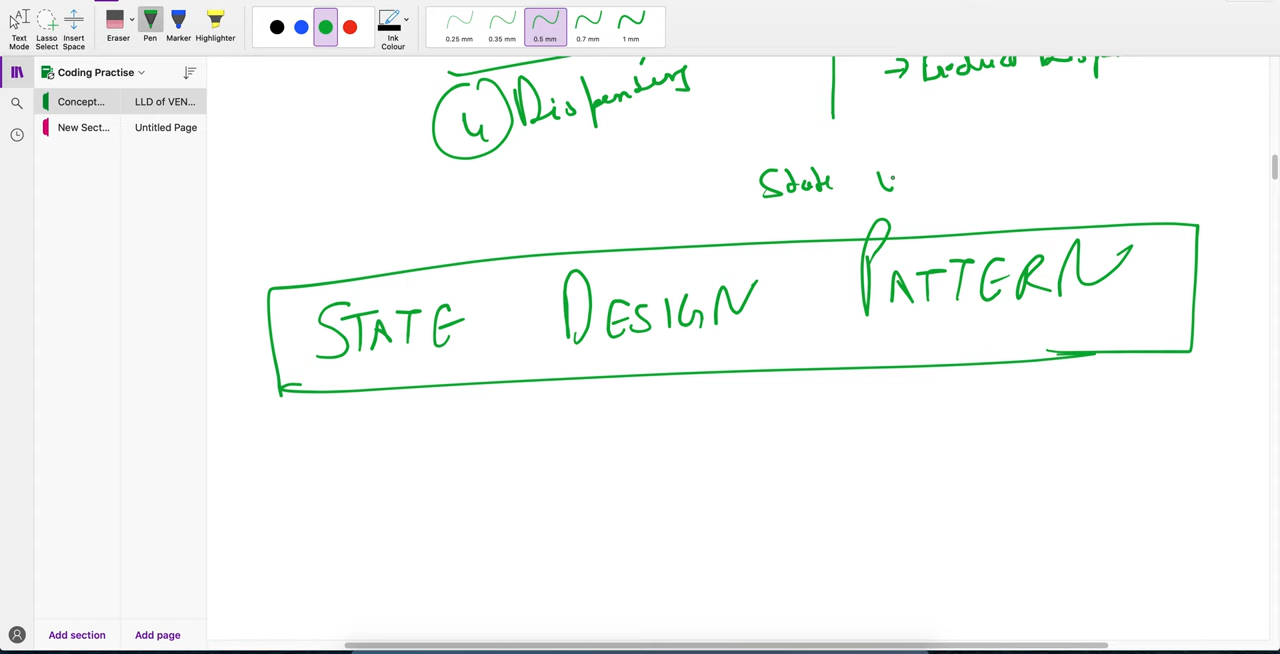 Text Mode
Lasso Select
Insert Space
Eraser
Pen
Marker
Highlighter
Ink Colour
0.25 mm
0.35 mm
0.5 mm
0.7 mm
1 mm
Coding Practise
Concept...
LLD of VEN...
New Sect...
Untitled Page
4 Dispensing
State
STATE DESIGN PATTERN
Add section
Add page